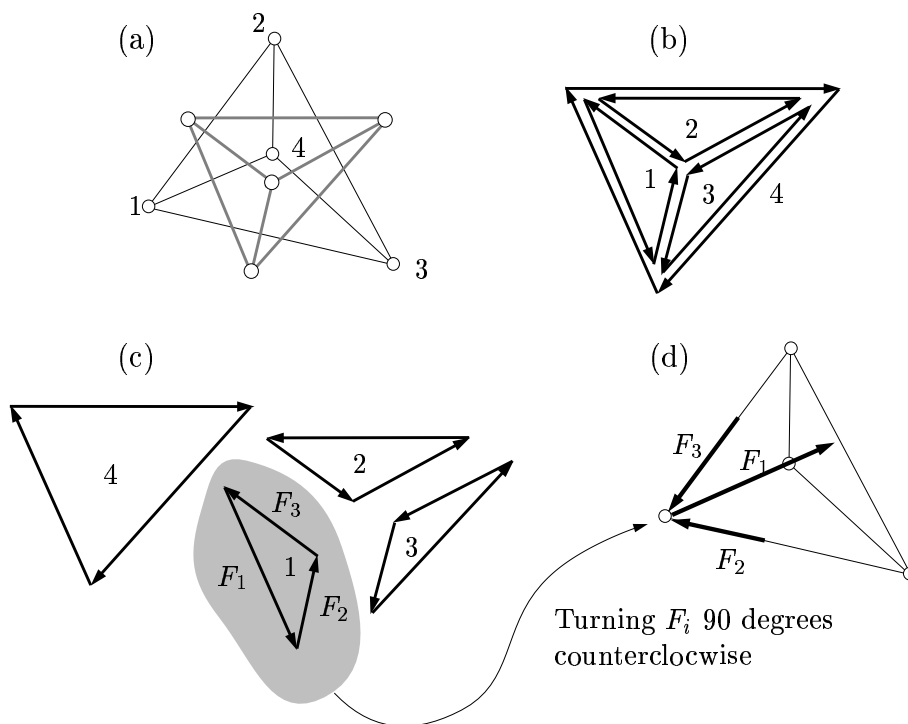 (a)
2
4
1
3
(b)
2
1
3
4
(c)
4
2
F₃
1
3
F₁
F₂
(d)
F₃
F₁
F₂
Turning Fᵢ 90 degrees
counterclocwise